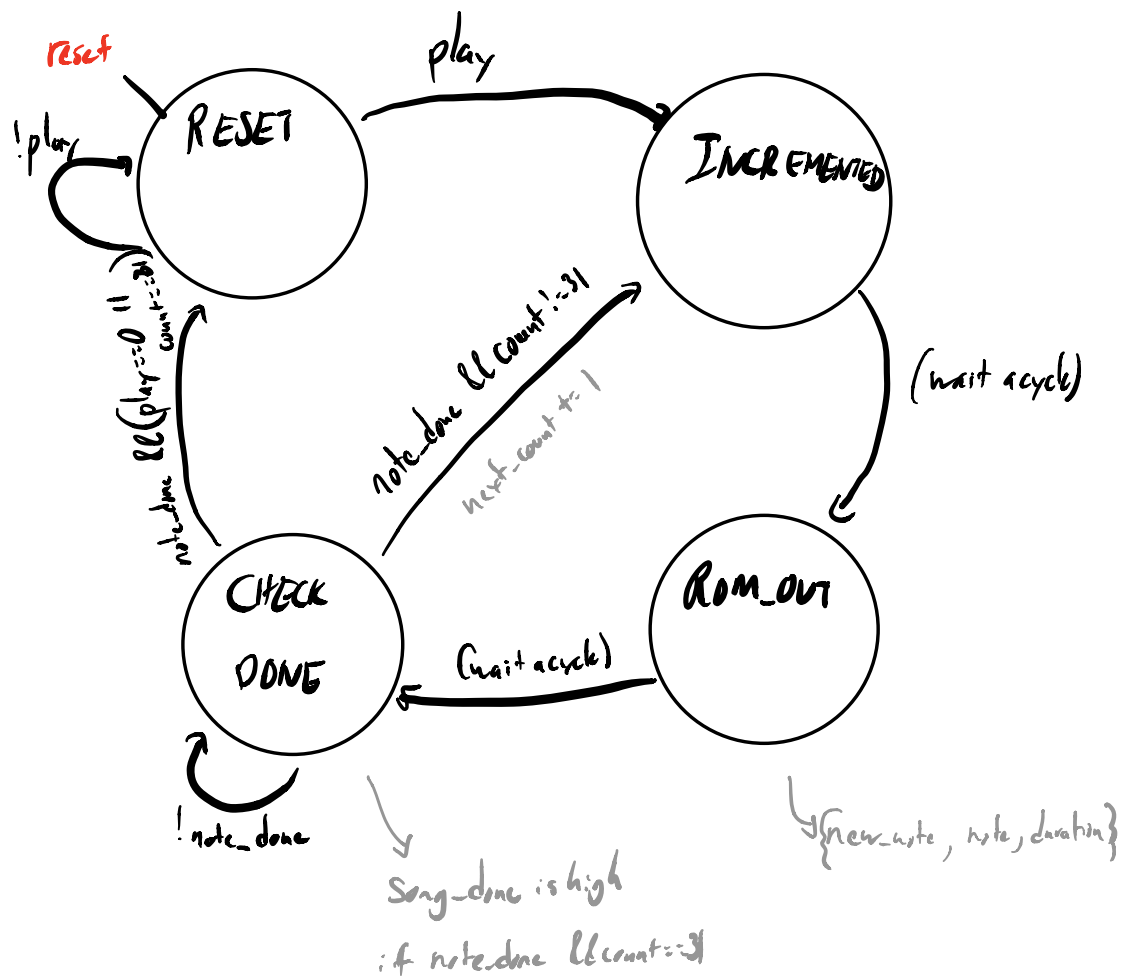 reset
play
!play
RESET
INCREMENTED
note_done &&(play==0 ||
count==31)
note_done && count!=31
next_count += 1
(wait a cycle)
CHECK
DONE
ROM_OUT
(wait a cycle)
!note_done
{new_note, note, duration}
song_done is high
if note_done && count==31